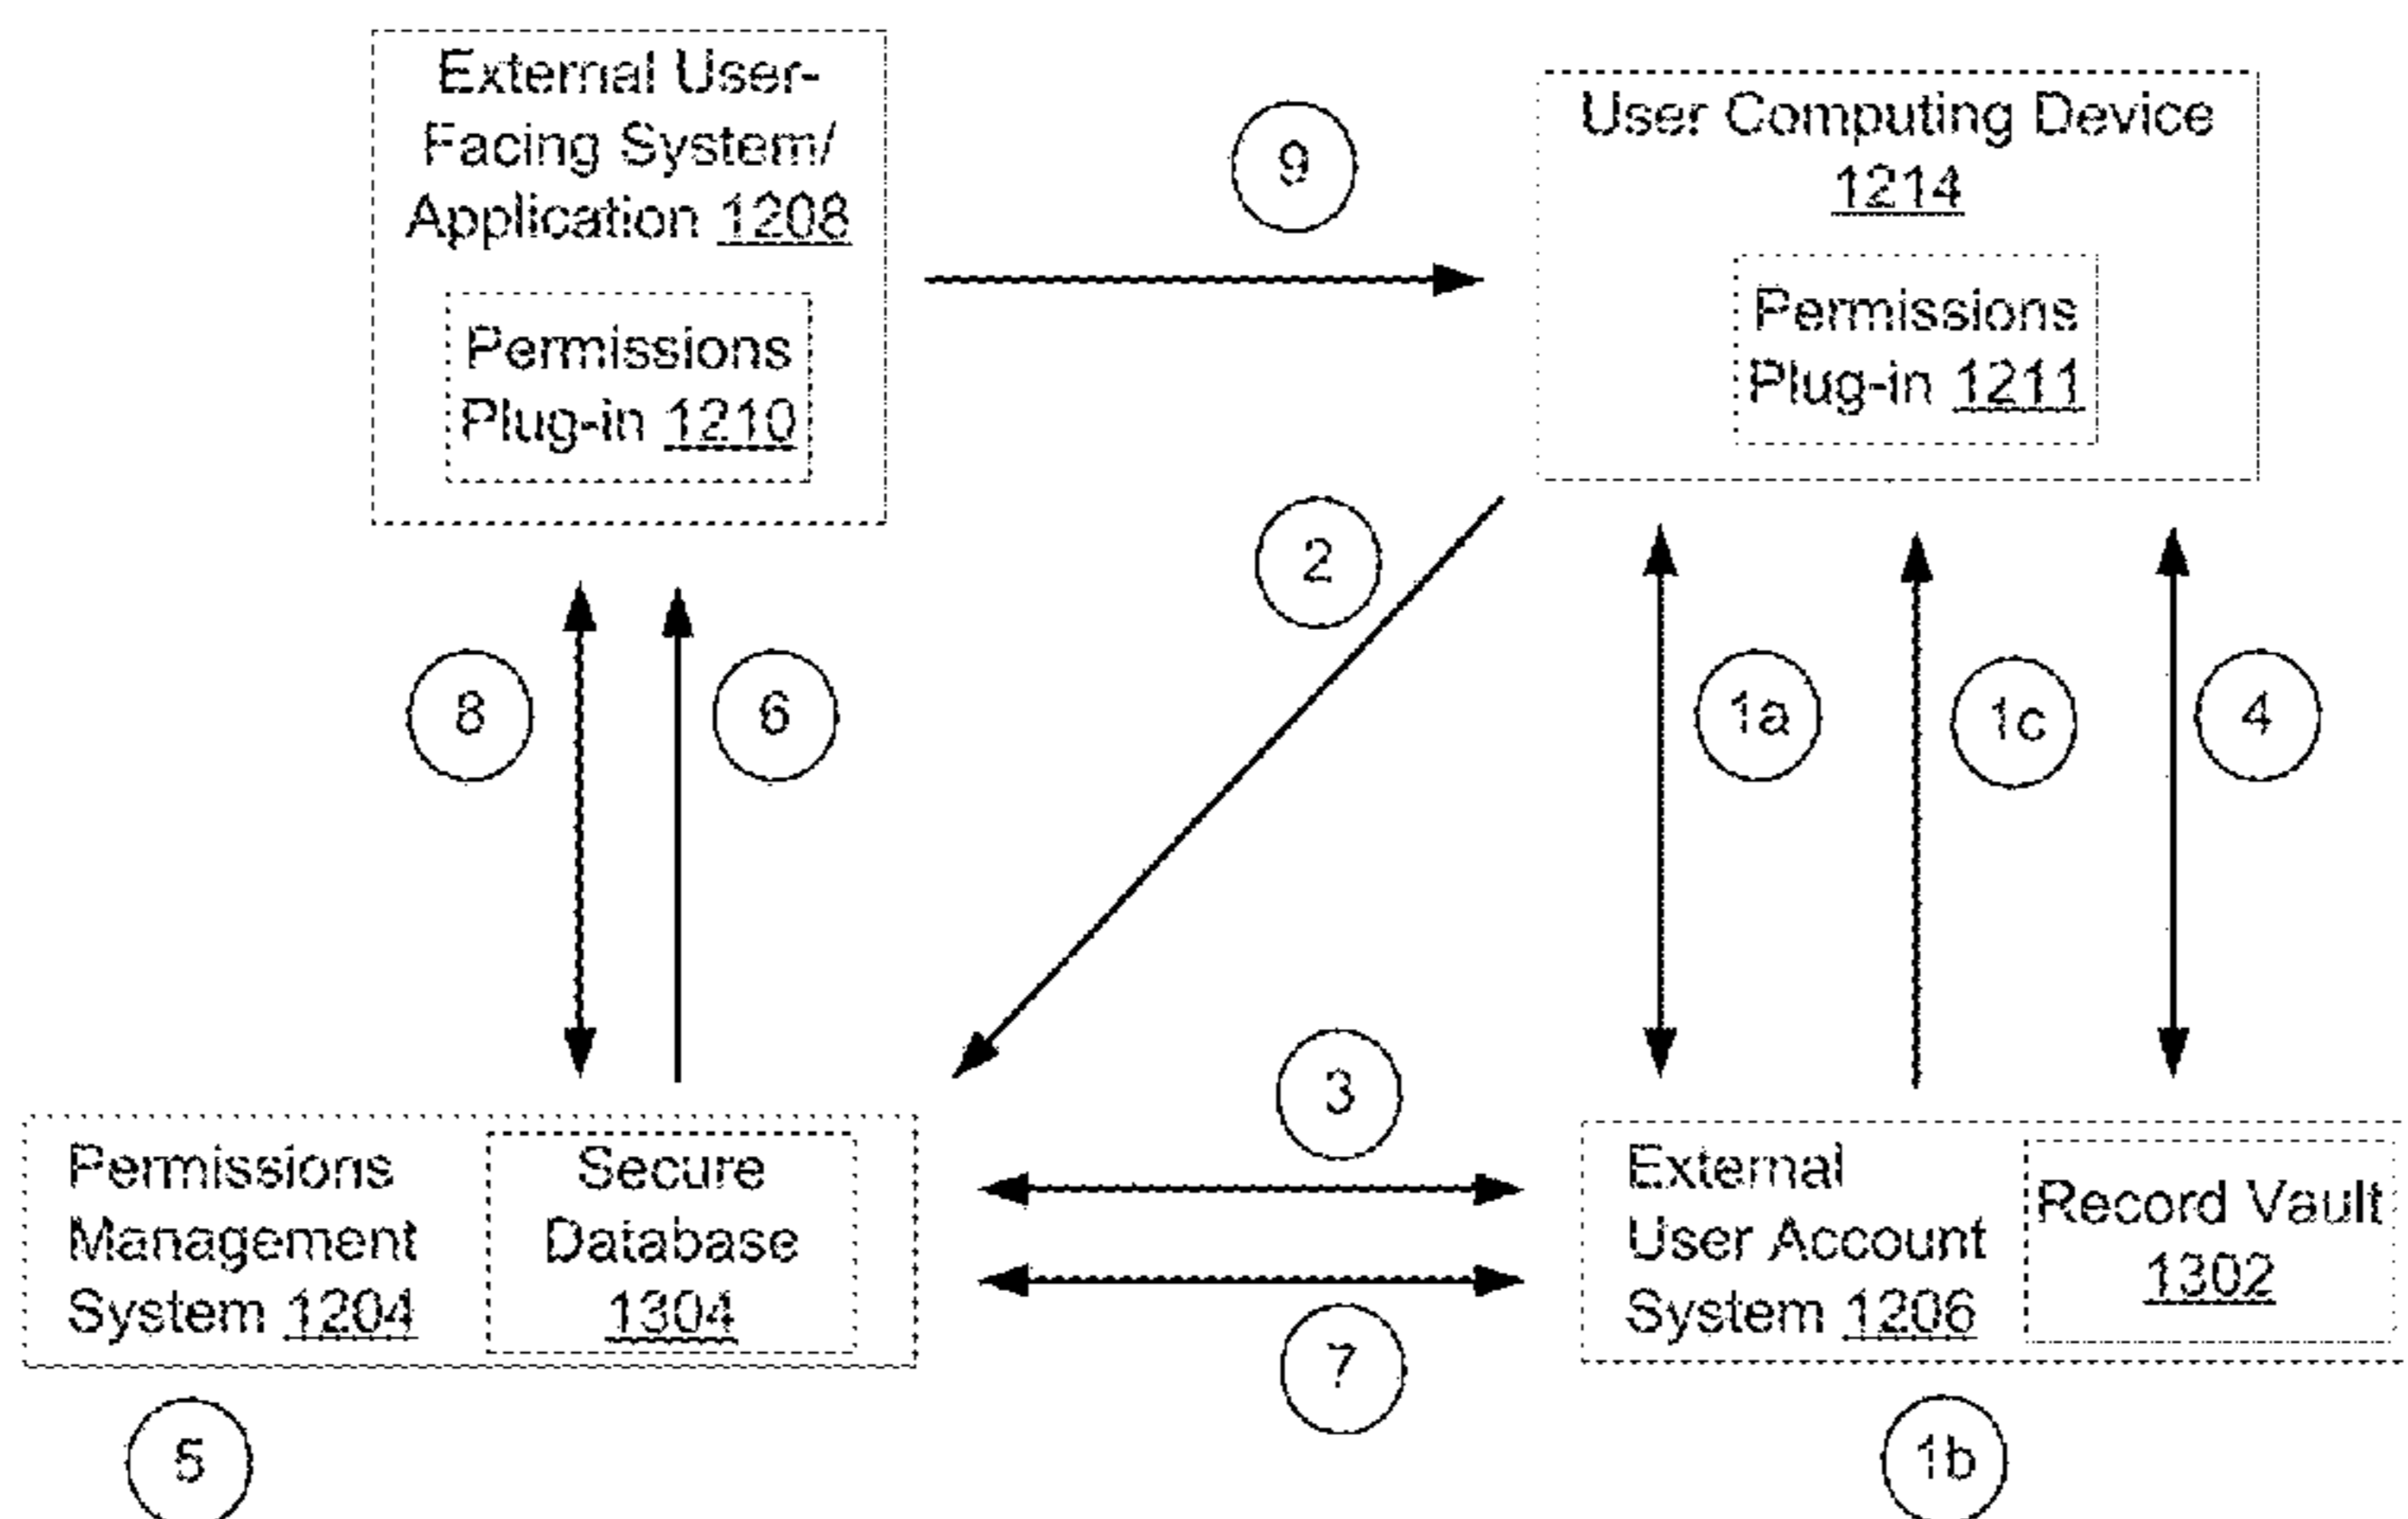 External User-
Facing System/
Application 1208
Permissions
Plug-in 1210
9
User Computing Device
1214
Permissions
Plug-in 1211
2
8
6
1a
1c
4
3
Permissions
Management
System 1204
Secure
Database
1304
External
User Account
System 1206
Record Vault
1302
7
5
1b